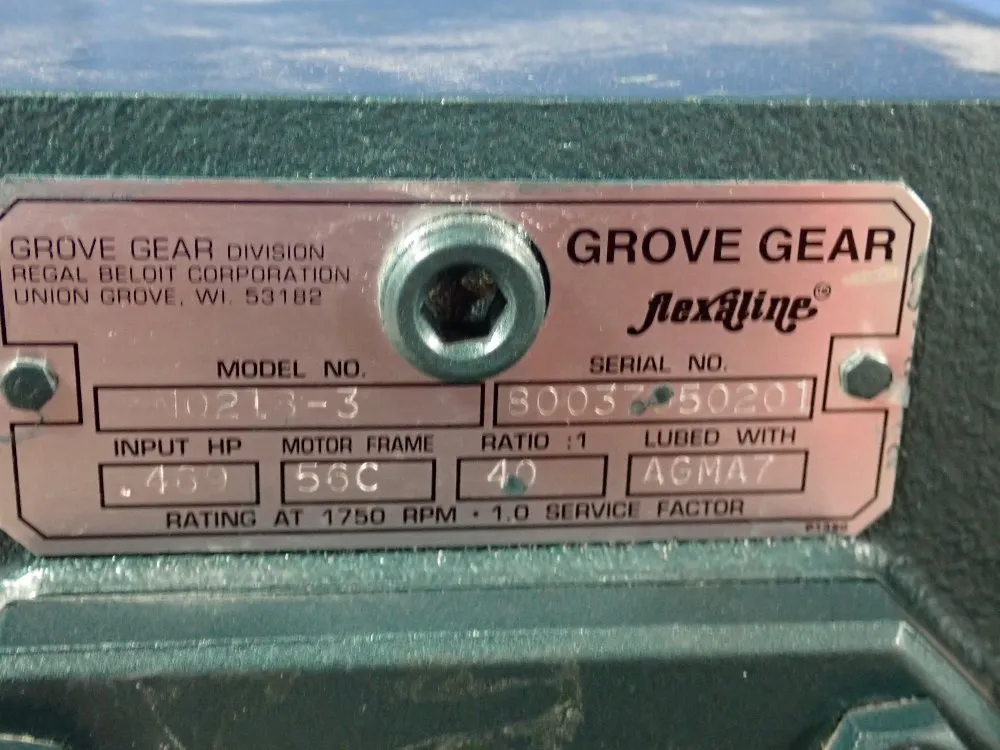 GROVE GEAR DIVISION
REGAL BELOIT CORPORATION
UNION GROVE, WI. 53182
GROVE GEAR
flexaline
TM
MODEL NO.
SERIAL NO.
INPUT HP
MOTOR FRAME
RATIO :1
LUBED WITH
56C
40
AGMA7
RATING AT 1750 RPM · 1.0 SERVICE FACTOR